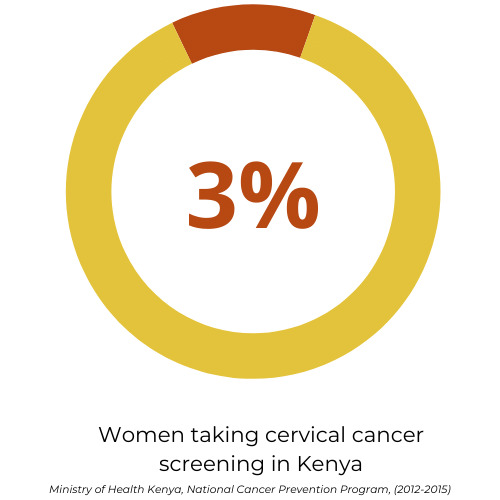 3%
Women taking cervical cancer
screening in Kenya
Ministry of Health Kenya, National Cancer Prevention Program, (2012-2015)